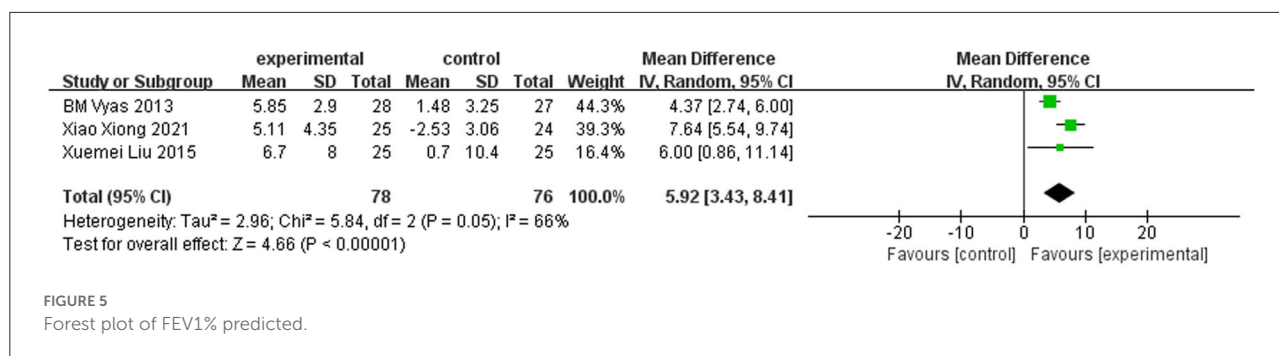 experimental control Mean Difference Mean Difference
Study or Subgroup Mean SD Total Mean SD Total Weight IV, Random, 95% CI IV, Random, 95% CI
BM Vyas 2013 5.85 2.9 28 1.48 3.25 27 44.3% 4.37 [2.74, 6.00]
Xiao Xiong 2021 5.11 4.35 25 -2.53 3.06 24 39.3% 7.64 [5.54, 9.74]
Xuemei Liu 2015 6.7 8 25 0.7 10.4 25 16.4% 6.00 [0.86, 11.14]
Total (95% CI) 78 76 100.0% 5.92 [3.43, 8.41]
Heterogeneity: Tau² = 2.96; Chi² = 5.84, df = 2 (P = 0.05); I² = 66%
Test for overall effect: Z = 4.66 (P < 0.00001)
-20 -10 0 10 20
Favours [control] Favours [experimental]
FIGURE 5
Forest plot of FEV1% predicted.